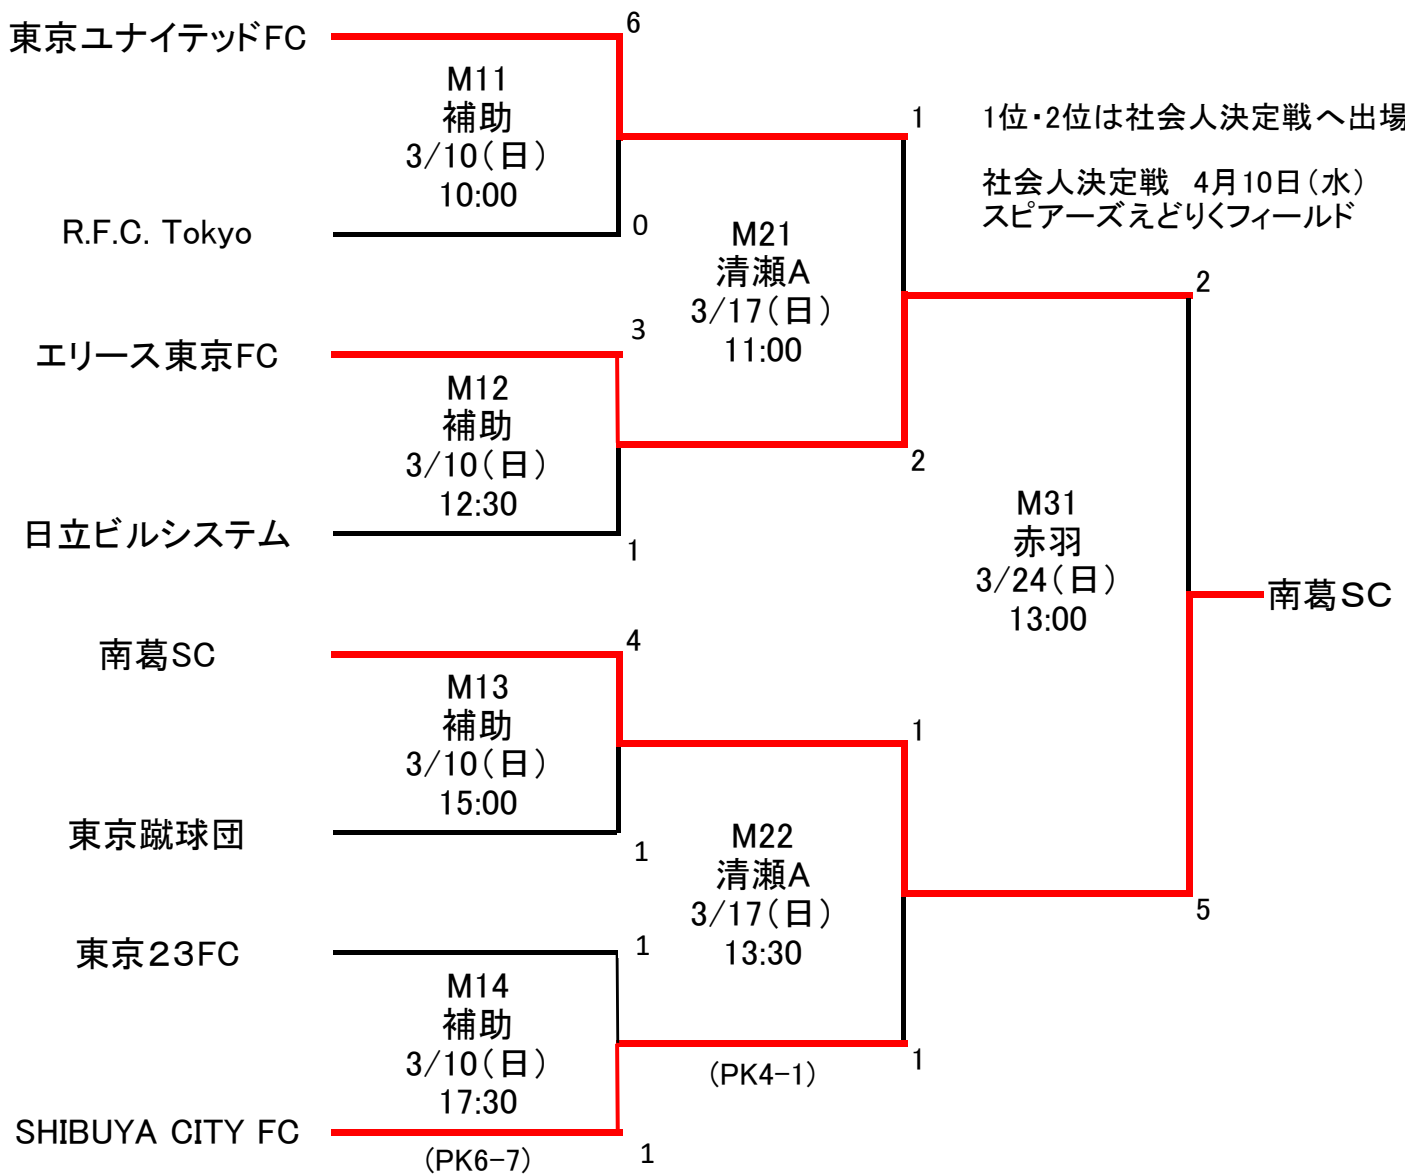 東京ユナイテッドFC
6
M11
補助
3/10(日)
10:00
R.F.C. Tokyo
0
エリース東京FC
3
M12
補助
3/10(日)
12:30
日立ビルシステム
1
南葛SC
4
M13
補助
3/10(日)
15:00
東京蹴球団
1
東京23FC
1
M14
補助
3/10(日)
17:30
SHIBUYA CITY FC
(PK6-7)
1
1
M21
清瀬A
3/17(日)
11:00
2
1
M22
清瀬A
3/17(日)
13:30
(PK4-1)
1
1位・2位は社会人決定戦へ出場
社会人決定戦 4月10日(水)
スピアーズえどりくフィールド
2
M31
赤羽
3/24(日)
13:00
5
南葛SC